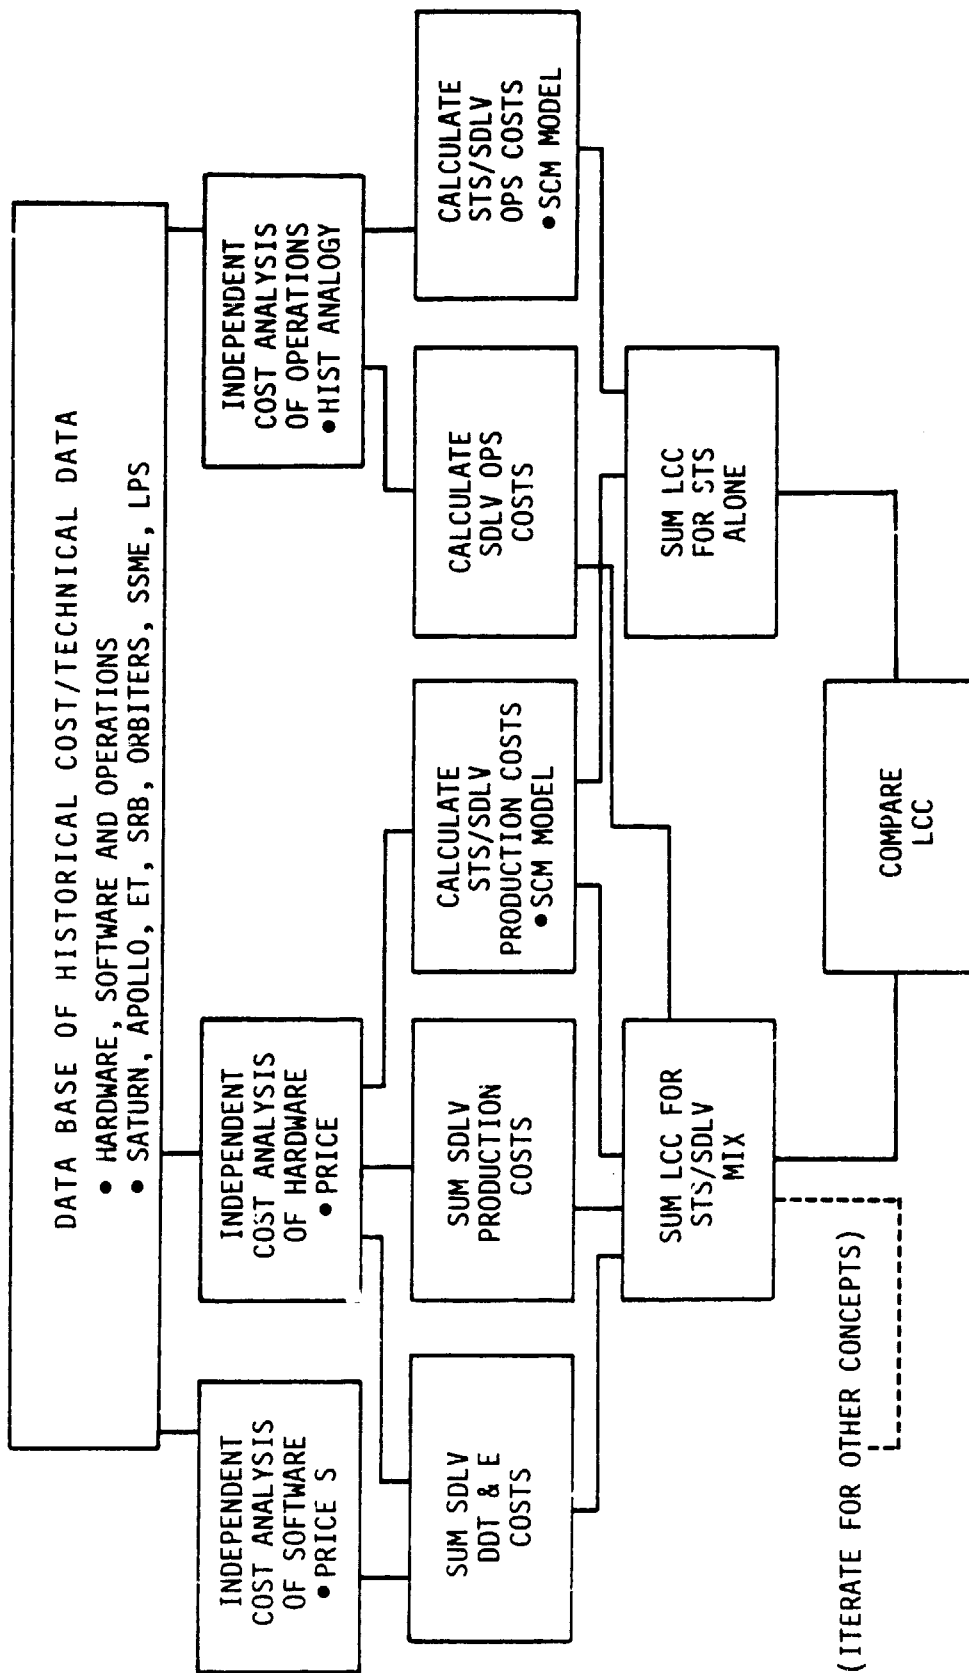 DATA BASE OF HISTORICAL COST/TECHNICAL DATA
• HARDWARE, SOFTWARE AND OPERATIONS
• SATURN, APOLLO, ET, SRB, ORBITERS, SSME, LPS
INDEPENDENT
COST ANALYSIS
OF SOFTWARE
• PRICE S
INDEPENDENT
COST ANALYSIS
OF HARDWARE
• PRICE
INDEPENDENT
COST ANALYSIS
OF OPERATIONS
• HIST ANALOGY
SUM SDLV
DDT & E
COSTS
SUM SDLV
PRODUCTION
COSTS
CALCULATE
STS/SDLV
PRODUCTION COSTS
• SCM MODEL
CALCULATE
SDLV OPS
COSTS
CALCULATE
STS/SDLV
OPS COSTS
• SCM MODEL
SUM LCC FOR
STS/SDLV
MIX
SUM LCC
FOR STS
ALONE
(ITERATE FOR OTHER CONCEPTS)
COMPARE
LCC